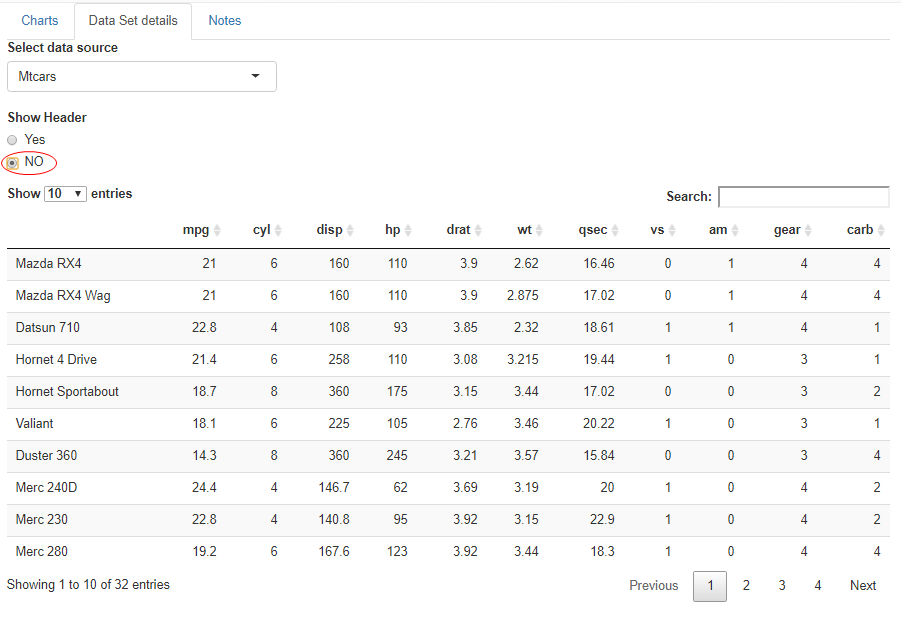 Charts Data Set details Notes
Select data source
Mtcars
Show Header
Yes
NO
Show 10 entries Search:
mpg cyl disp hp drat wt qsec vs am gear carb
Mazda RX4 21 6 160 110 3.9 2.62 16.46 0 1 4 4
Mazda RX4 Wag 21 6 160 110 3.9 2.875 17.02 0 1 4 4
Datsun 710 22.8 4 108 93 3.85 2.32 18.61 1 1 4 1
Hornet 4 Drive 21.4 6 258 110 3.08 3.215 19.44 1 0 3 1
Hornet Sportabout 18.7 8 360 175 3.15 3.44 17.02 0 0 3 2
Valiant 18.1 6 225 105 2.76 3.46 20.22 1 0 3 1
Duster 360 14.3 8 360 245 3.21 3.57 15.84 0 0 3 4
Merc 240D 24.4 4 146.7 62 3.69 3.19 20 1 0 4 2
Merc 230 22.8 4 140.8 95 3.92 3.15 22.9 1 0 4 2
Merc 280 19.2 6 167.6 123 3.92 3.44 18.3 1 0 4 4
Showing 1 to 10 of 32 entries Previous 1 2 3 4 Next